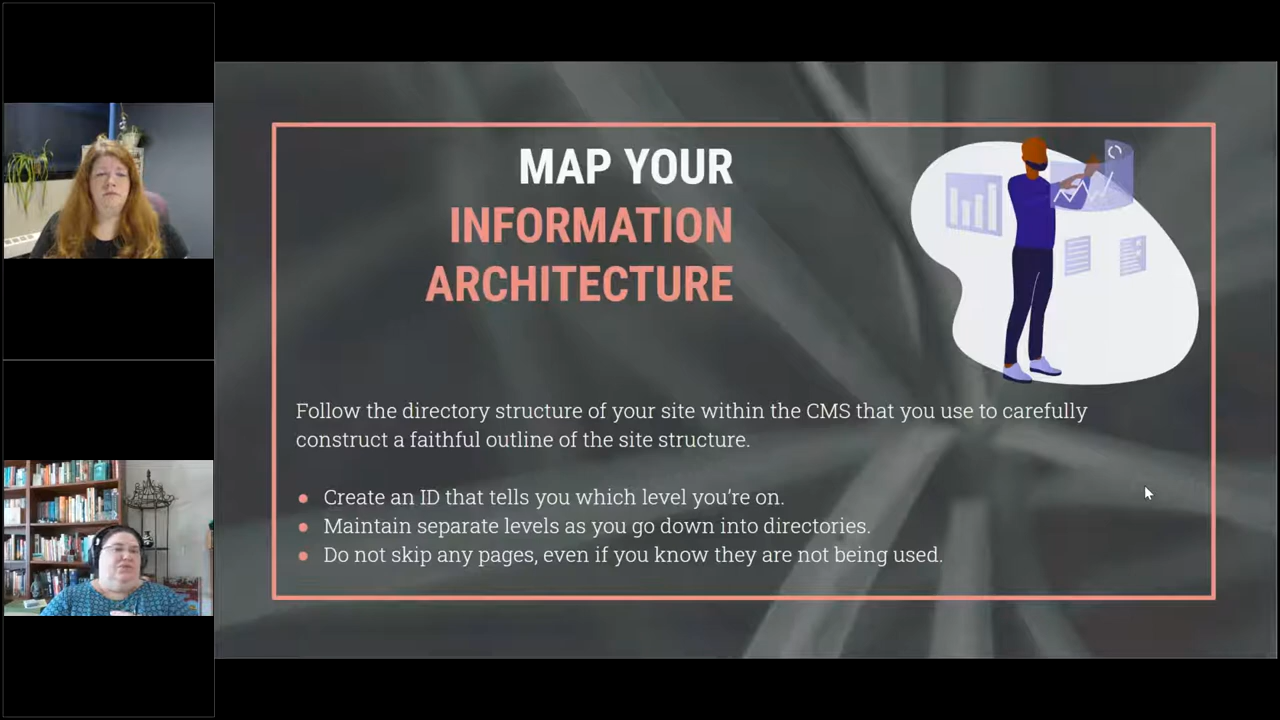 MAP YOUR
INFORMATION
ARCHITECTURE
Follow the directory structure of your site within the CMS that you use to carefully
construct a faithful outline of the site structure.
● Create an ID that tells you which level you’re on.
● Maintain separate levels as you go down into directories.
● Do not skip any pages, even if you know they are not being used.